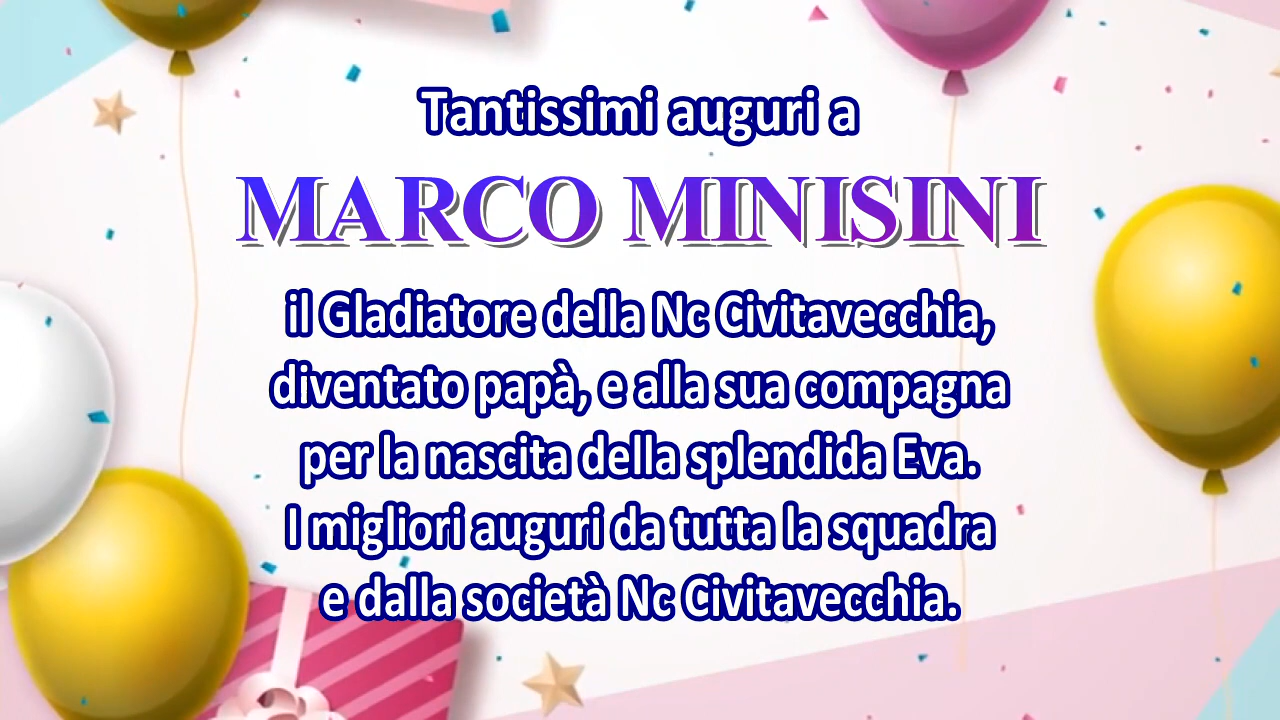 Tantissimi auguri a
MARCO MINISINI
il Gladiatore della Nc Civitavecchia,
diventato papà, e alla sua compagna
per la nascita della splendida Eva.
I migliori auguri da tutta la squadra
e dalla società Nc Civitavecchia.